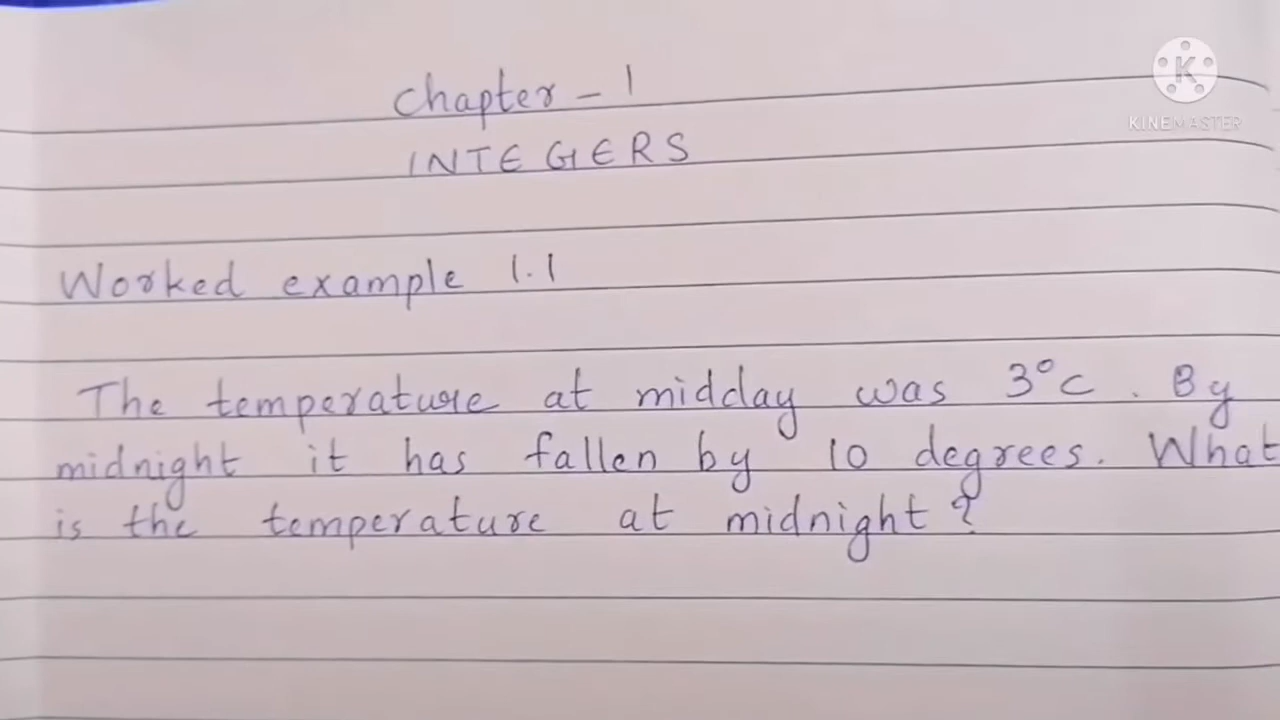 Chapter - 1
INTEGERS
Worked example 1.1
The temperature at midday was 3°C. By
midnight it has fallen by 10 degrees. What
is the temperature at midnight?
K
KINEMASTER